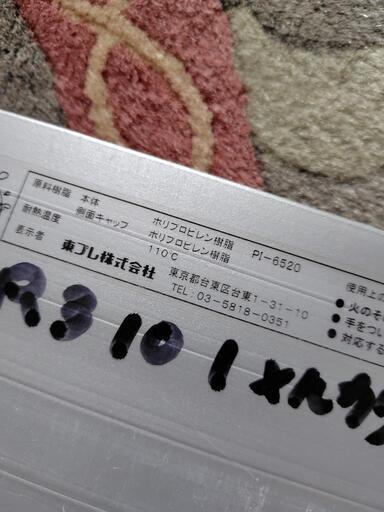 原料樹脂 本体 ポリプロピレン樹脂 PI-6520
側面キャップ ポリプロピレン樹脂
耐熱温度 110℃
表示者 東プレ株式会社 東京都台東区台東1-31-10
TEL:03-5818-0351
使用上の
●火のそ
●手をつい
●対応する
R.3 10.1